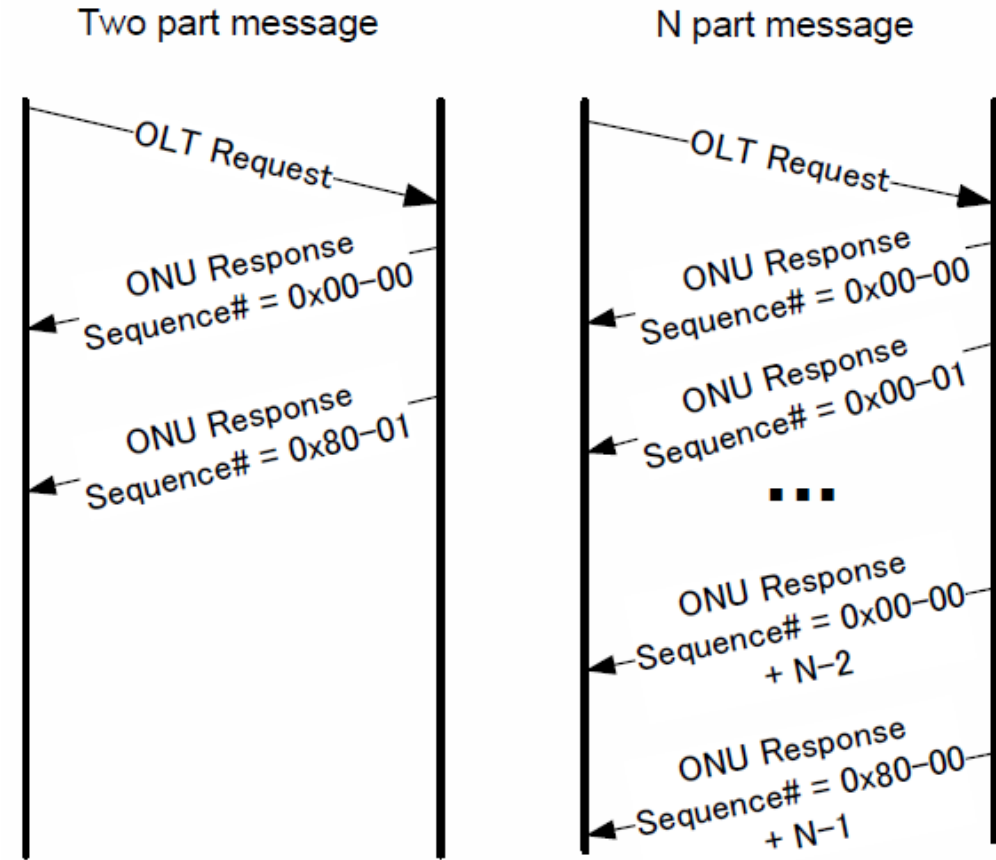 Two part message
OLT Request
ONU Response
Sequence# = 0x00-00
ONU Response
Sequence# = 0x80-01
N part message
OLT Request
ONU Response
Sequence# = 0x00-00
ONU Response
Sequence# = 0x00-01
...
ONU Response
Sequence# = 0x00-00
+ N-2
ONU Response
Sequence# = 0x80-00
+ N-1